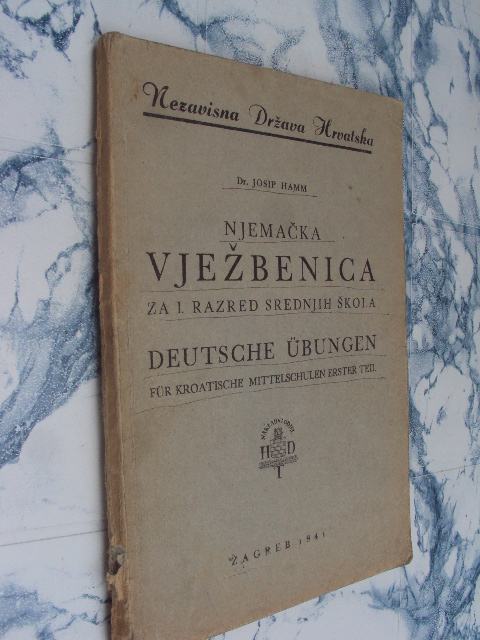 Nezavisna Država Hrvatska
Dr. JOSIP HAMM
NJEMAČKA
VJEŽBENICA
ZA I. RAZRED SREDNJIH ŠKOLA
DEUTSCHE ÜBUNGEN
FÜR KROATISCHE MITTELSCHULEN ERSTER TEIL
H D
ZAGREB 1941